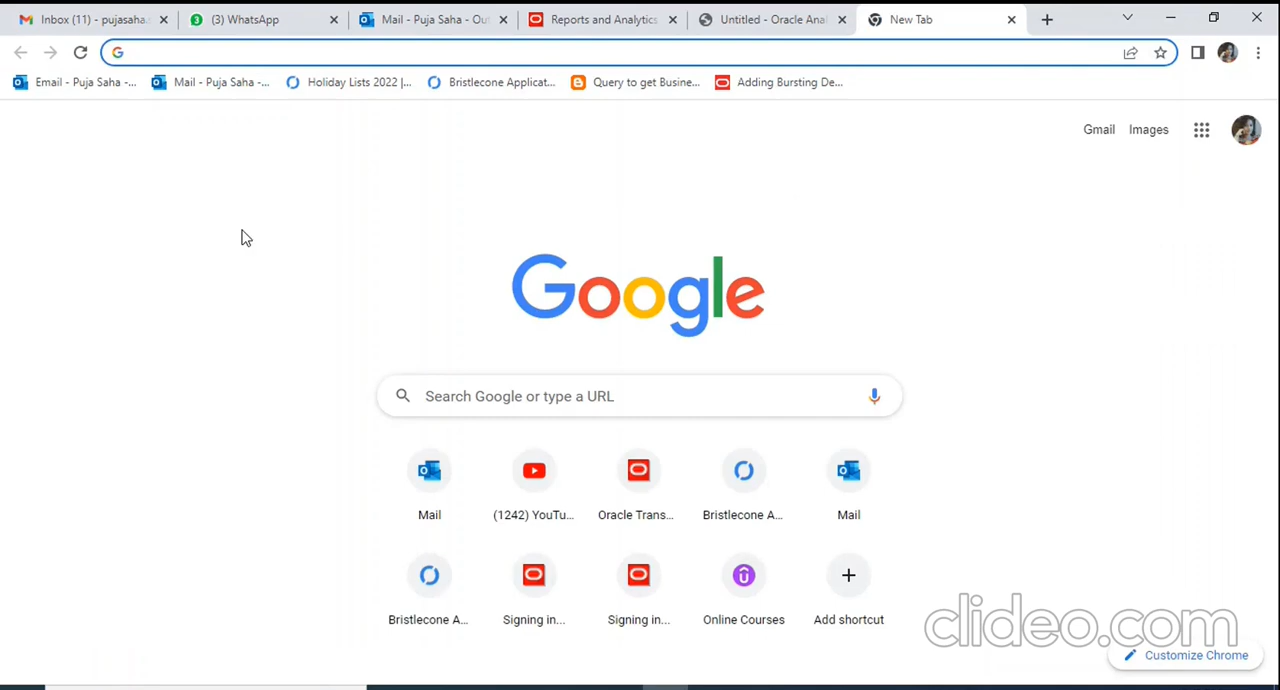 Inbox (11) - pujasaha.
(3) WhatsApp
Mail - Puja Saha - Out
Reports and Analytics
Untitled - Oracle Anal
New Tab
Email - Puja Saha -...
Mail - Puja Saha -...
Holiday Lists 2022 |...
Bristlecone Applicat...
Query to get Busine...
Adding Bursting De...
Gmail
Images
Google
Search Google or type a URL
Mail
(1242) YouTu...
Oracle Trans...
Bristlecone A...
Mail
Bristlecone A...
Signing in...
Signing in...
Online Courses
Add shortcut
clideo.com
Customize Chrome